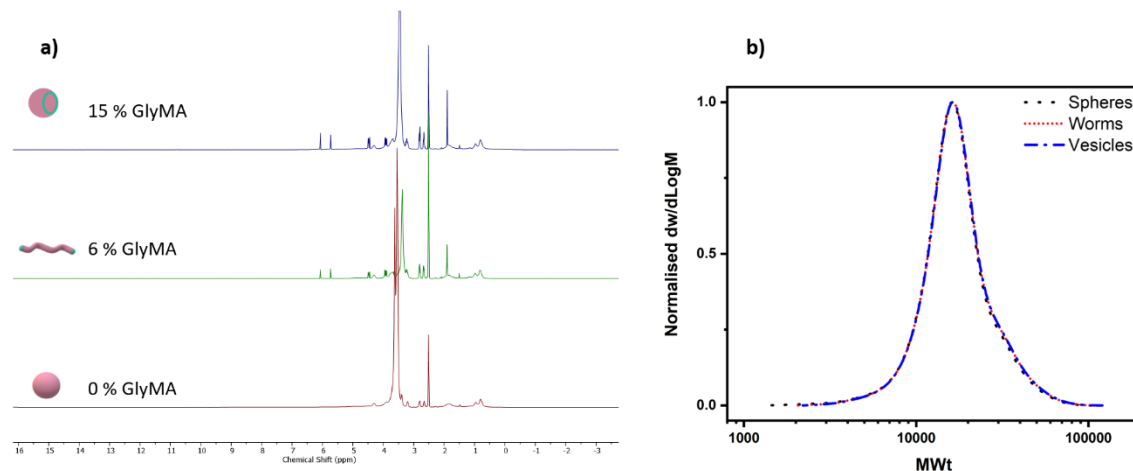 a)
15 % GlyMA
6 % GlyMA
0 % GlyMA
16 15 14 13 12 11 10 9 8 7 6 5 4 3 2 1 0 -1 -2 -3
Chemical Shift (ppm)
b)
Spheres
Worms
Vesicles
1.0
0.5
0.0
Normalised dw/dLogM
1000 10000 100000
MWt